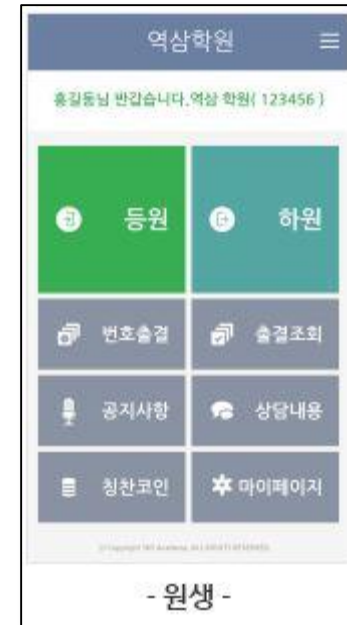 역삼학원
홍길동님 반갑습니다.역삼 학원( 123456 )
등원 하원
번호출결 출결조회
공지사항 상담내용
칭찬코인 마이페이지
- 원생 -